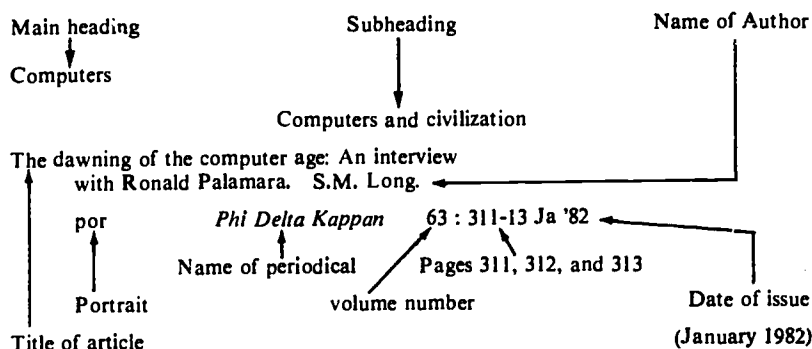 Main heading Subheading Name of Author
Computers
Computers and civilization
The dawning of the computer age: An interview
with Ronald Palamara. S.M. Long.
por Phi Delta Kappan 63 : 311-13 Ja '82
Name of periodical Pages 311, 312, and 313
Portrait volume number Date of issue
Title of article (January 1982)